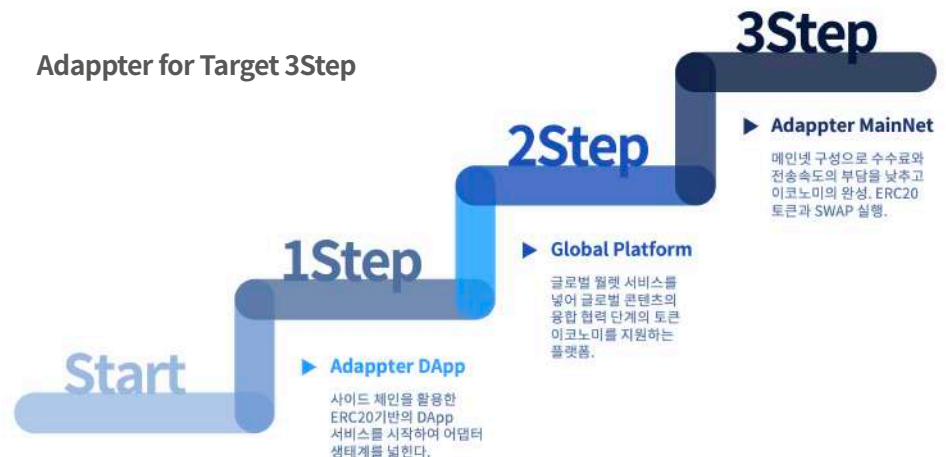 Adappter for Target 3Step
Start
1Step
▶ Adappter DApp
사이드 체인을 활용한
ERC20기반의 DApp
서비스를 시작하여 어댑터
생태계를 넓힌다.
2Step
▶ Global Platform
글로벌 월렛 서비스를
넣어 글로벌 콘텐츠의
융합 협력 단계의 토큰
이코노미를 지원하는
플랫폼.
3Step
▶ Adappter MainNet
메인넷 구성으로 수수료와
전송속도의 부담을 낮추고
이코노미의 완성. ERC20
토큰과 SWAP 실행.